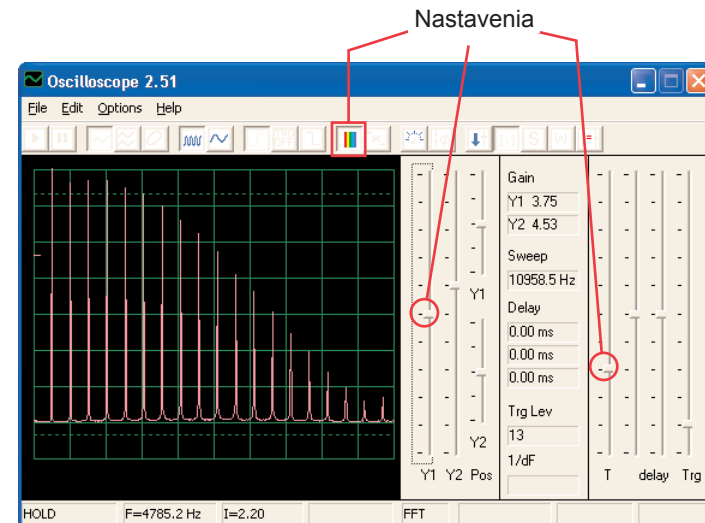 Nastavenia
Oscilloscope 2.51
File Edit Options Help
Gain
Y1 3.75
Y2 4.53
Sweep
10958.5 Hz
Y1
Delay
0.00 ms
0.00 ms
0.00 ms
Trg Lev
13
Y2
1/dF
Y1 Y2 Pos
T delay Trg
HOLD F=4785.2 Hz I=2.20 FFT